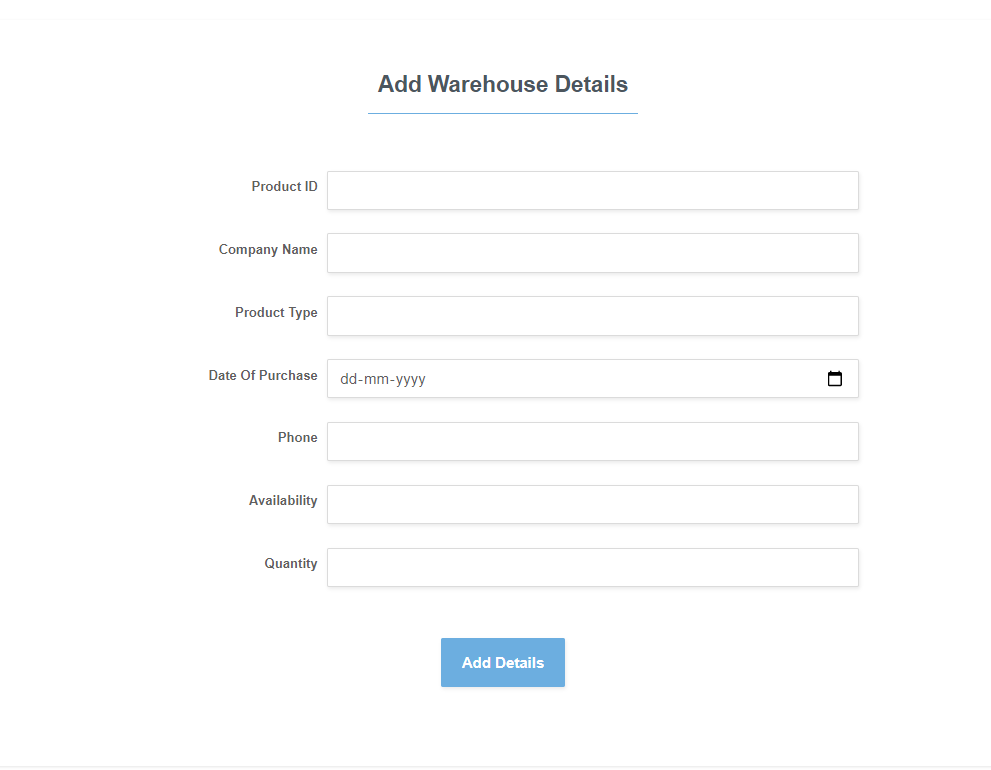 Add Warehouse Details
Product ID
Company Name
Product Type
Date Of Purchase dd-mm-yyyy
Phone
Availability
Quantity
Add Details